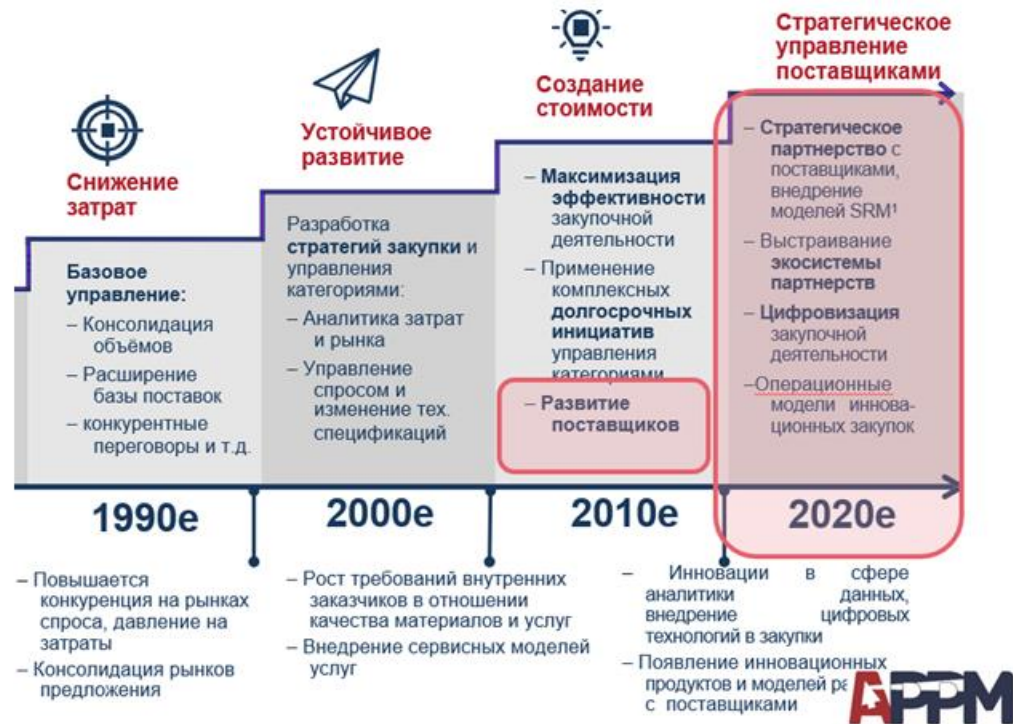 Снижение
затрат
Базовое
управление:
– Консолидация
объёмов
– Расширение
базы поставок
– конкурентные
переговоры и т.д.
Устойчивое
развитие
Разработка
стратегий закупки и
управления
категориями:
– Аналитика затрат
и рынка
– Управление
спросом и
изменение тех.
спецификаций
Создание
стоимости
– Максимизация
эффективности
закупочной
деятельности
– Применение
комплексных
долгосрочных
инициатив
управления
категориями
– Развитие
поставщиков
Стратегическое
управление
поставщиками
– Стратегическое
партнерство с
поставщиками,
внедрение
моделей SRM¹
– Выстраивание
экосистемы
партнерств
– Цифровизация
закупочной
деятельности
–Операционные
модели иннова-
ционных закупок
1990е
2000е
2010е
2020е
– Повышается
конкуренция на рынках
спроса, давление на
затраты
– Консолидация рынков
предложения
– Рост требований внутренних
заказчиков в отношении
качества материалов и услуг
– Внедрение сервисных моделей
услуг
– Инновации в сфере
аналитики данных,
внедрение цифровых
технологий в закупки
– Появление инновационных
продуктов и моделей
с поставщиками
APPM